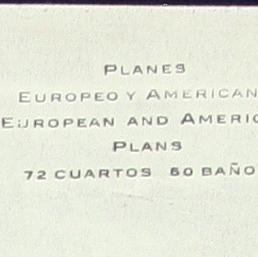 PLANES
EUROPEO Y AMERICAN
EUROPEAN AND AMERIC
PLANS
72 CUARTOS 50 BAÑO